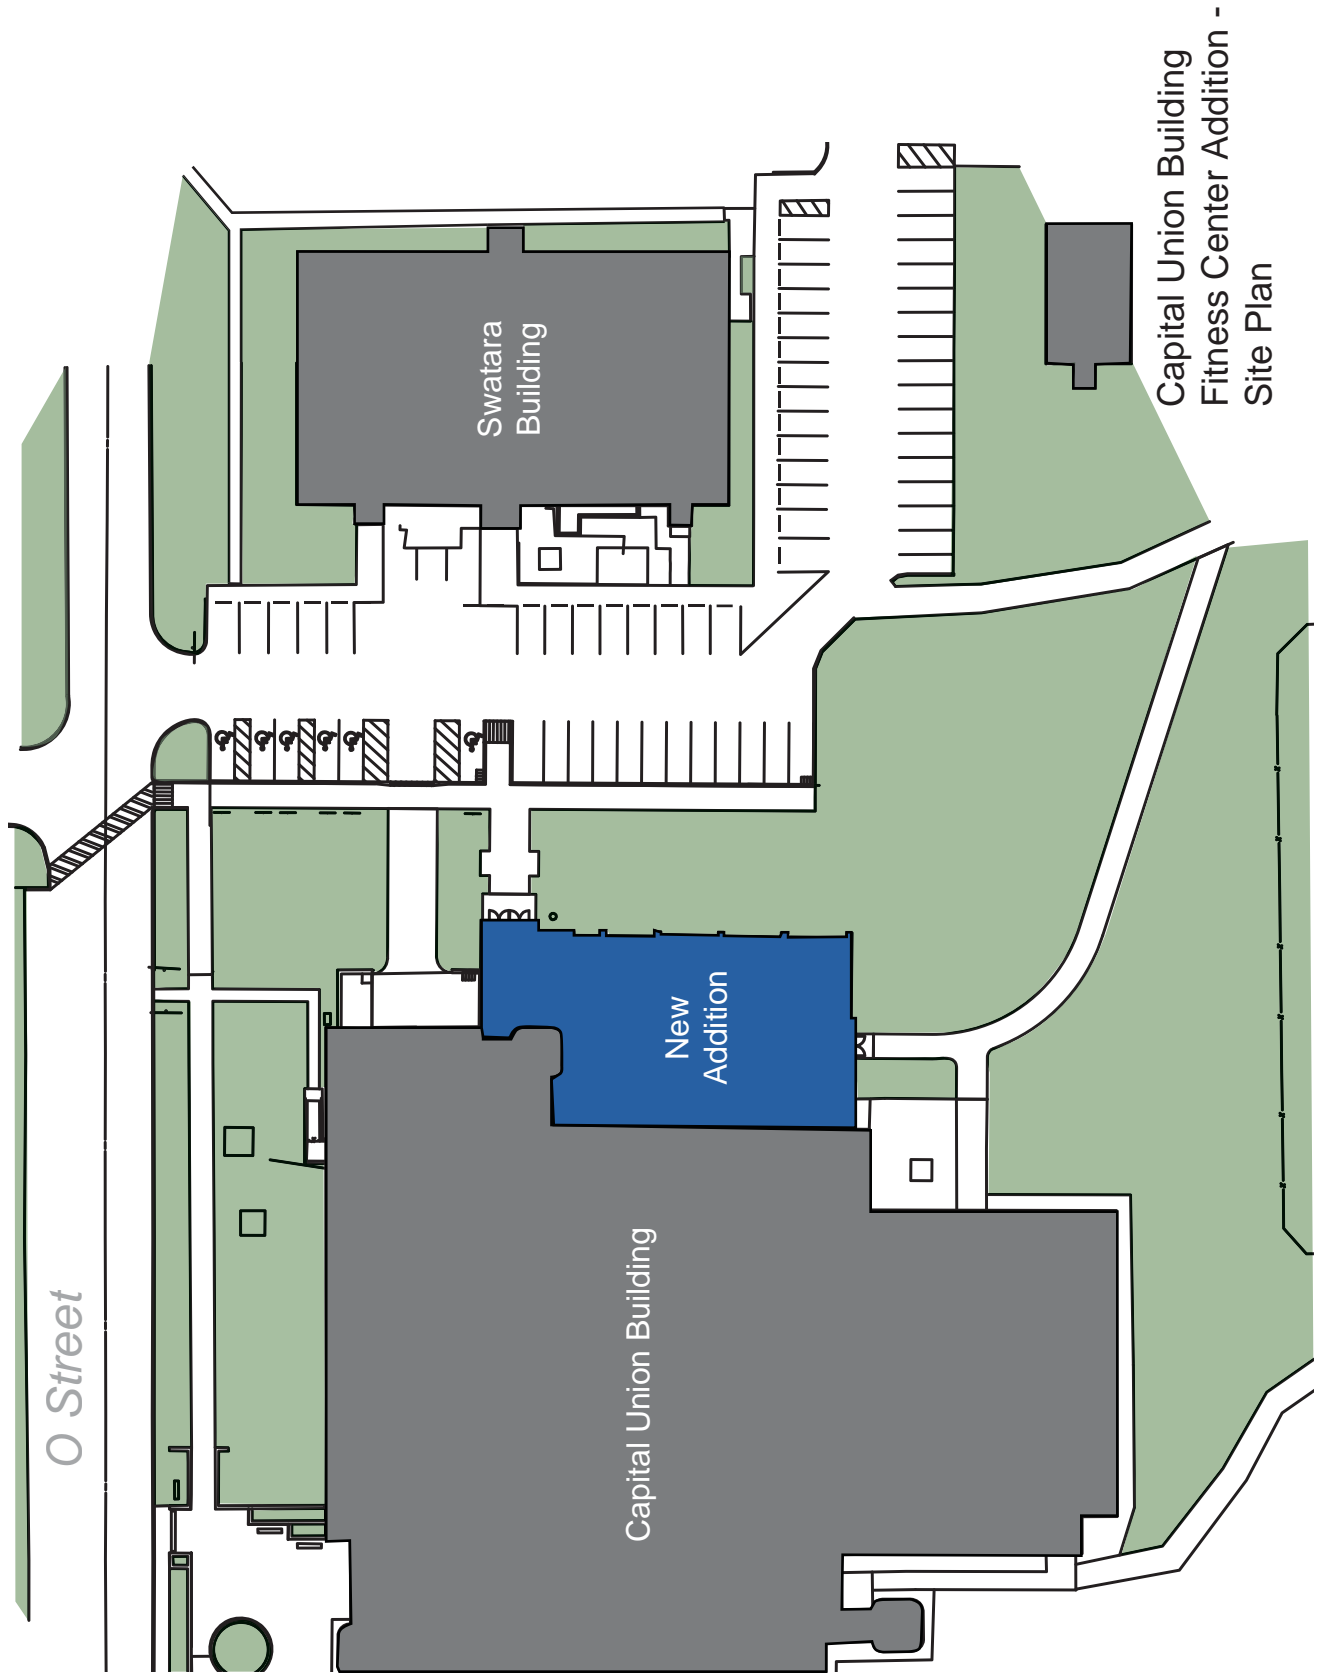 Capital Union Building
Fitness Center Addition -
Site Plan
Swatara
Building
New
Addition
Capital Union Building
O Street